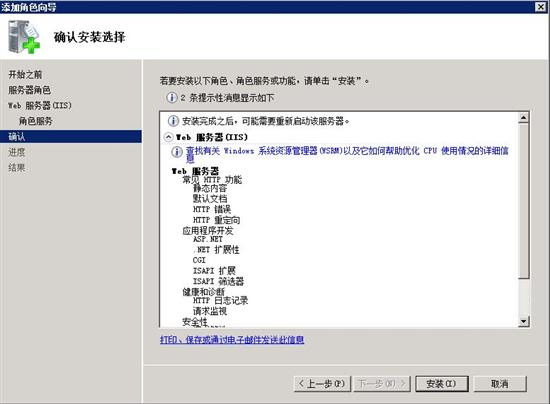 添加角色向导
确认安装选择
开始之前
服务器角色
Web 服务器(IIS)
角色服务
确认
进度
结果
若要安装以下角色、角色服务或功能，请单击“安装”。
2 条提示性消息显示如下
安装完成之后，可能需要重新启动该服务器。
Web 服务器(IIS)
查找有关 Windows 系统资源管理器(WSRM)以及它如何帮助优化 CPU 使用情况的详细信
息
Web 服务器
常见 HTTP 功能
静态内容
默认文档
HTTP 错误
HTTP 重定向
应用程序开发
ASP.NET
.NET 扩展性
CGI
ISAPI 扩展
ISAPI 筛选器
健康和诊断
HTTP 日志记录
请求监视
安全性
打印、保存或通过电子邮件发送此信息
< 上一步(P)
下一步(N) >
安装(I)
取消